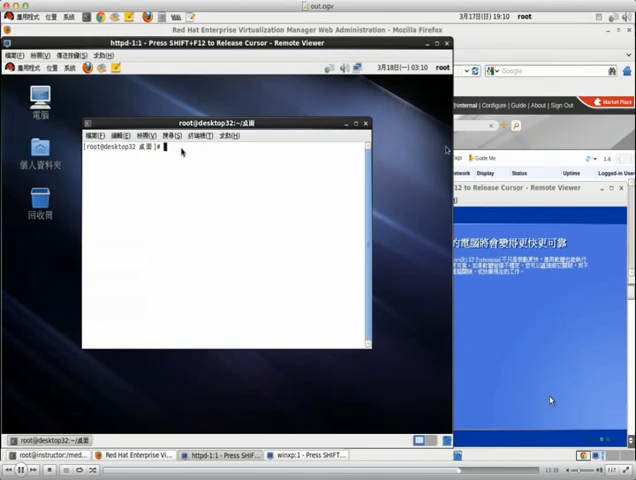 out.ogv
3月17日(日) 19:10 root
Red Hat Enterprise Virtualization Manager Web Administration - Mozilla Firefox
httpd-1:1 - Press SHIFT+F12 to Release Cursor - Remote Viewer
檔案(F) 檢視(V) 傳送按鍵(S) 求助(H)
應用程式 位置 系統
應用程式 位置 系統 3月18日(一) 03:10 root
Google
internal | Configure | Guide | About | Sign Out
Market Place
Guide Me
1-6
Network Display Status Uptime Logged-in User
root@desktop32:~/桌面
檔案(F) 編輯(E) 檢視(V) 搜尋(S) 終端機(T) 求助(H)
[root@desktop32 桌面]#
電腦
個人資料夾
回收筒
12 to Release Cursor - Remote Viewer
的電腦將會變得更快更可靠
root@desktop32:~/桌面
root@instructor:/med...
Red Hat Enterprise Vi...
httpd-1:1 - Press SHIF...
winxp:1 - Press SHIFT...
13:39